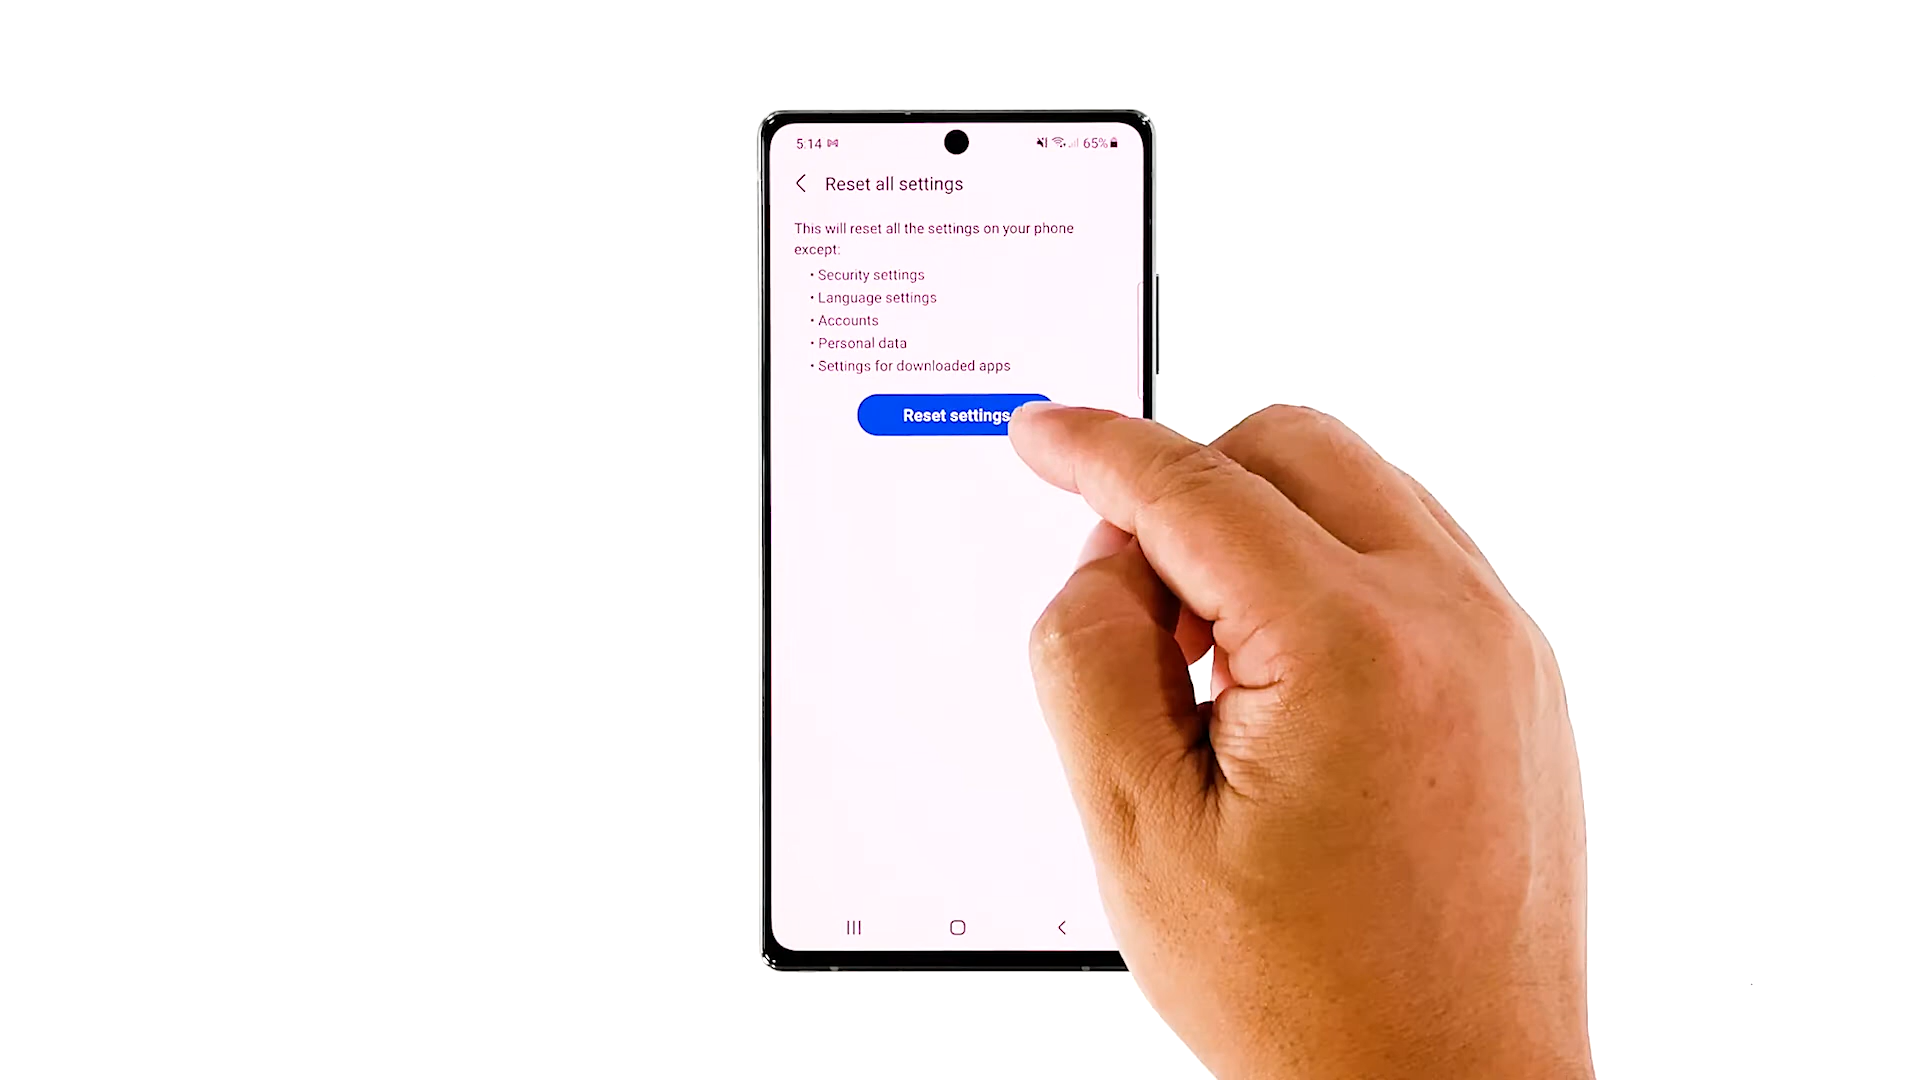 5:14 65%
Reset all settings
This will reset all the settings on your phone
except:
• Security settings
• Language settings
• Accounts
• Personal data
• Settings for downloaded apps
Reset settings